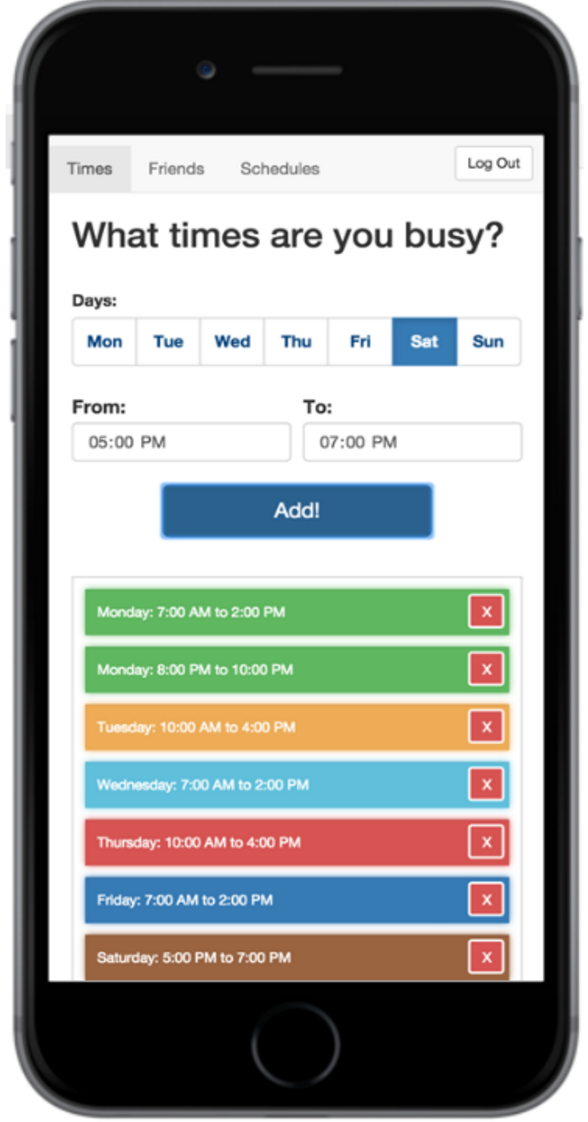 Times Friends Schedules Log Out
What times are you busy?
Days:
Mon Tue Wed Thu Fri Sat Sun
From: To:
05:00 PM 07:00 PM
Add!
Monday: 7:00 AM to 2:00 PM X
Monday: 8:00 PM to 10:00 PM X
Tuesday: 10:00 AM to 4:00 PM X
Wednesday: 7:00 AM to 2:00 PM X
Thursday: 10:00 AM to 4:00 PM X
Friday: 7:00 AM to 2:00 PM X
Saturday: 5:00 PM to 7:00 PM X